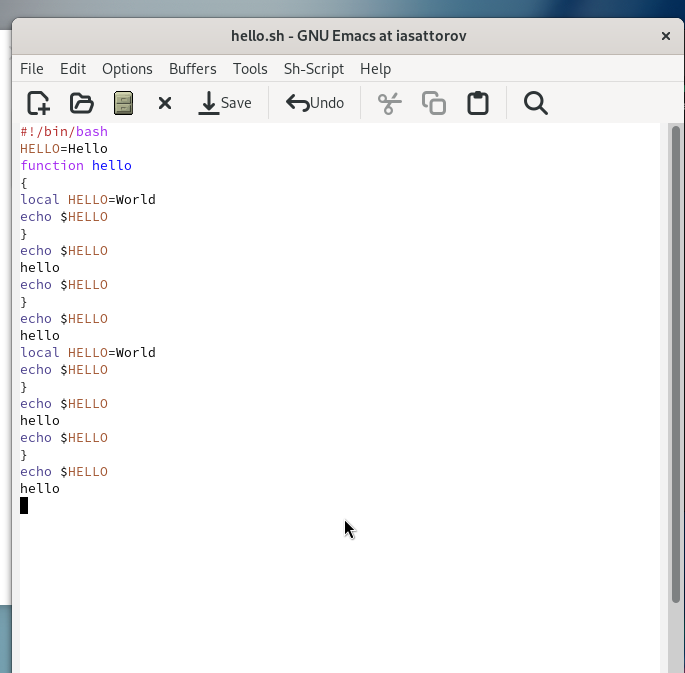 hello.sh - GNU Emacs at iasattorov
File Edit Options Buffers Tools Sh-Script Help
Save Undo
#!/bin/bash
HELLO=Hello
function hello
{
local HELLO=World
echo $HELLO
}
echo $HELLO
hello
echo $HELLO
}
echo $HELLO
hello
local HELLO=World
echo $HELLO
}
echo $HELLO
hello
echo $HELLO
}
echo $HELLO
hello